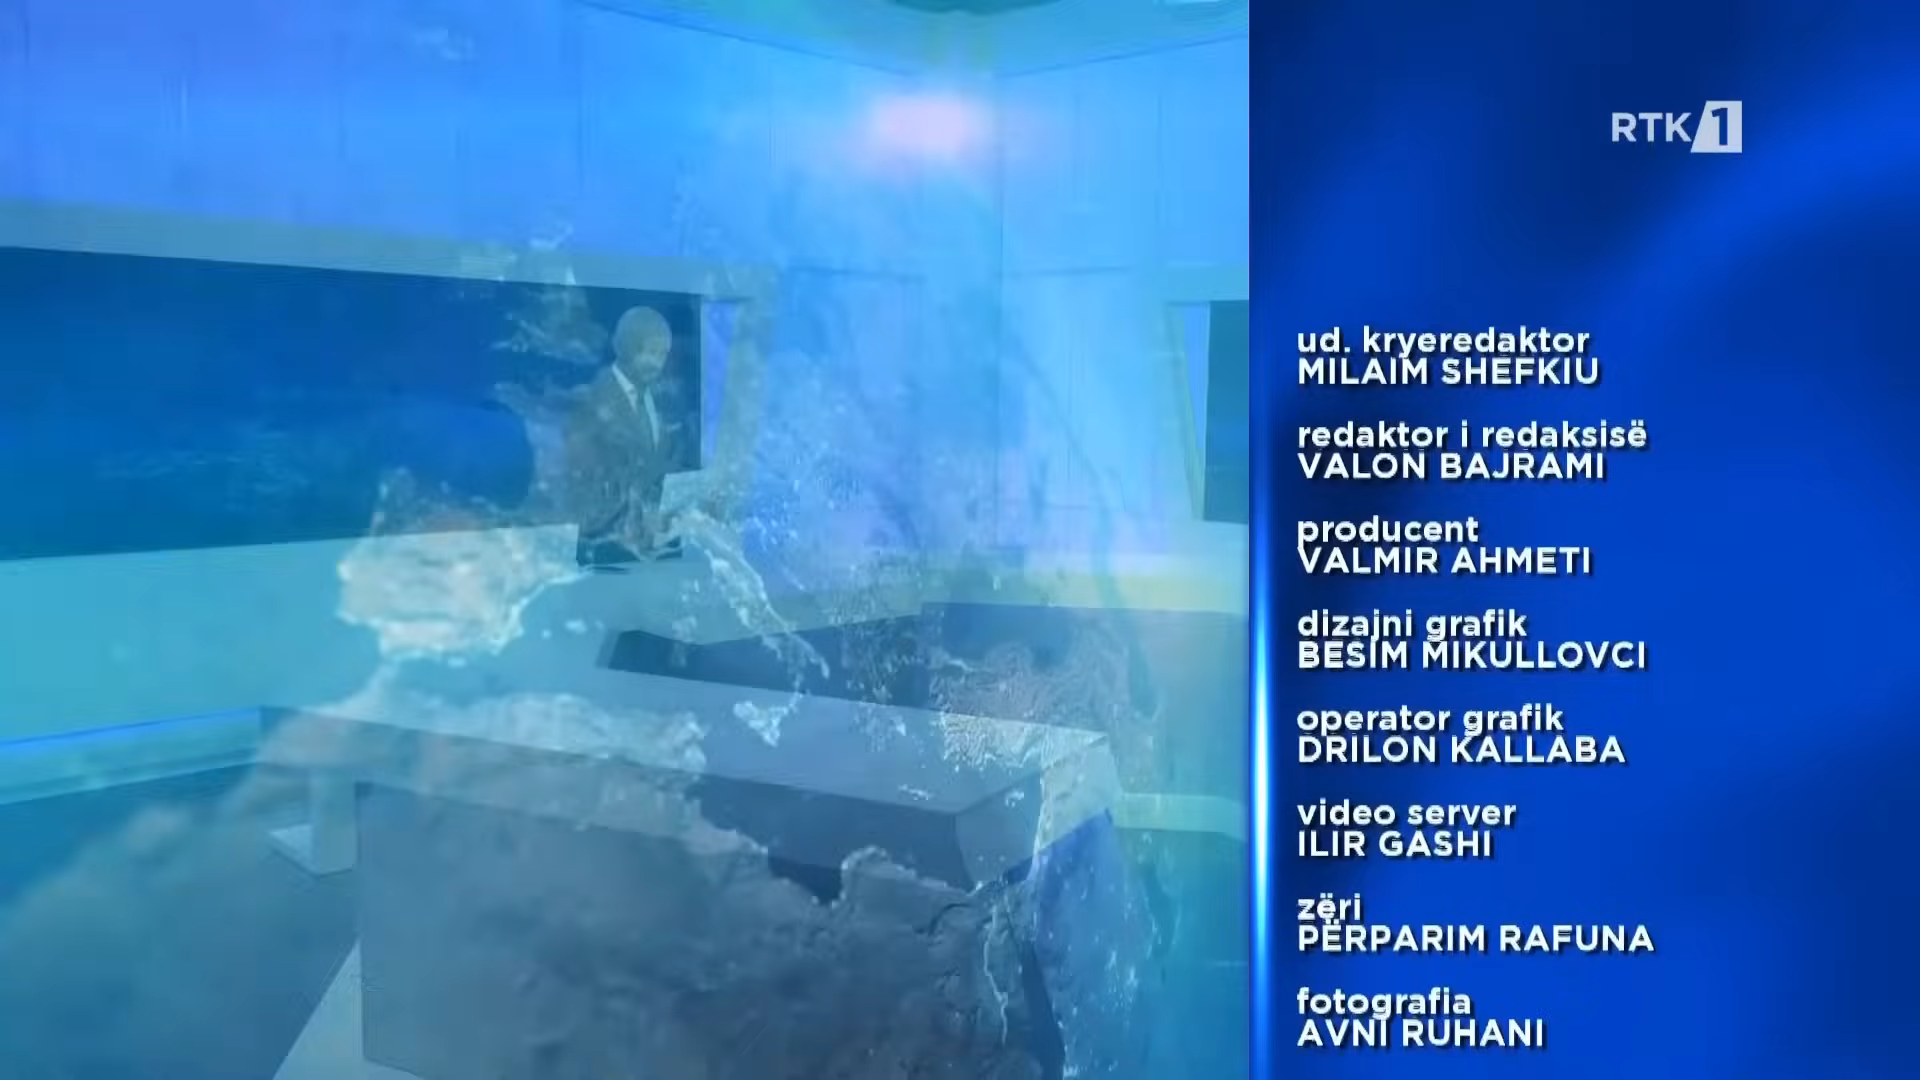 RTK 1
ud. kryeredaktor
MILAIM SHEFKIU
redaktor i redaksisë
VALON BAJRAMI
producent
VALMIR AHMETI
dizajni grafik
BESIM MIKULLOVCI
operator grafik
DRILON KALLABA
video server
ILIR GASHI
zëri
PËRPARIM RAFUNA
fotografia
AVNI RUHANI